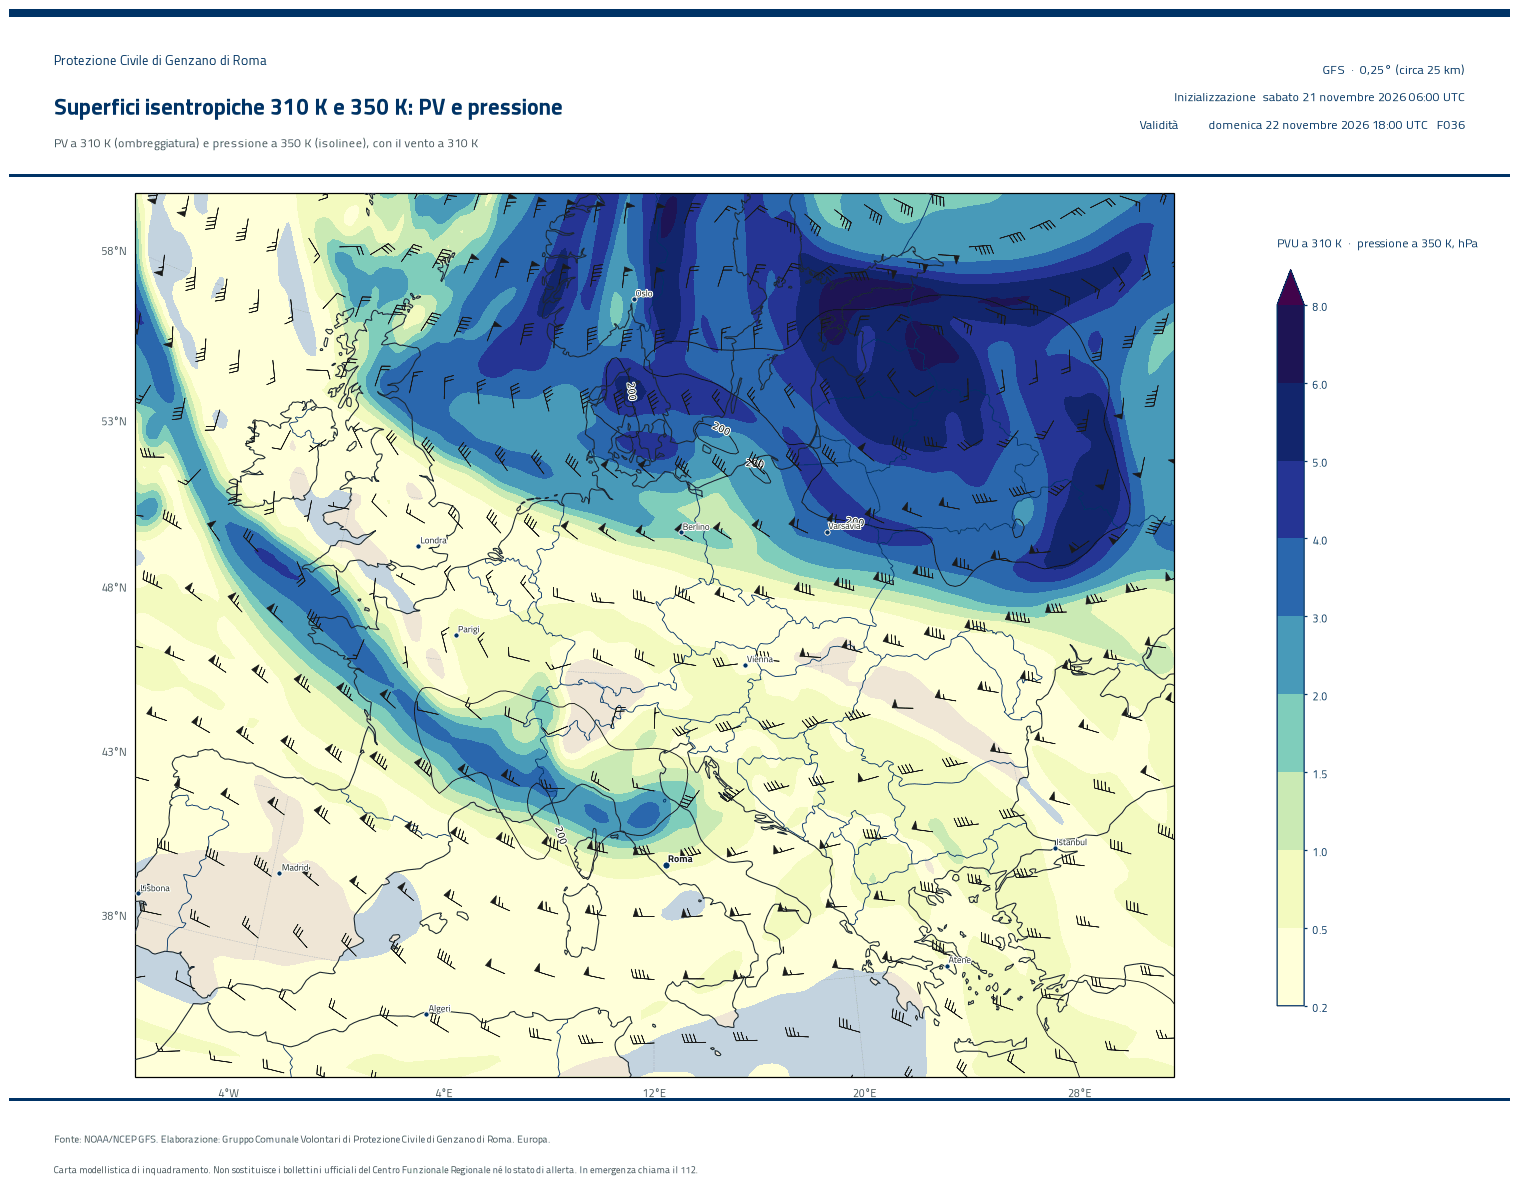 Protezione Civile di Genzano di Roma
Superfici isentropiche 310 K e 350 K: PV e pressione
PV a 310 K (ombreggiatura) e pressione a 350 K (isolinee), con il vento a 310 K
GFS · 0,25° (circa 25 km)
Inizializzazione sabato 21 novembre 2026 06:00 UTC
Validità domenica 22 novembre 2026 18:00 UTC F036
PVU a 310 K · pressione a 350 K, hPa
8.0
6.0
5.0
4.0
3.0
2.0
1.5
1.0
0.5
0.2
58°N
53°N
48°N
43°N
38°N
4°W
4°E
12°E
20°E
28°E
Oslo
200
200
200
200
Berlino
Varsavia
Londra
Parigi
Vienna
200
Roma
Istanbul
Madrid
Lisbona
Atene
Algeri
Fonte: NOAA/NCEP GFS. Elaborazione: Gruppo Comunale Volontari di Protezione Civile di Genzano di Roma. Europa.
Carta modellistica di inquadramento. Non sostituisce i bollettini ufficiali del Centro Funzionale Regionale né lo stato di allerta. In emergenza chiama il 112.